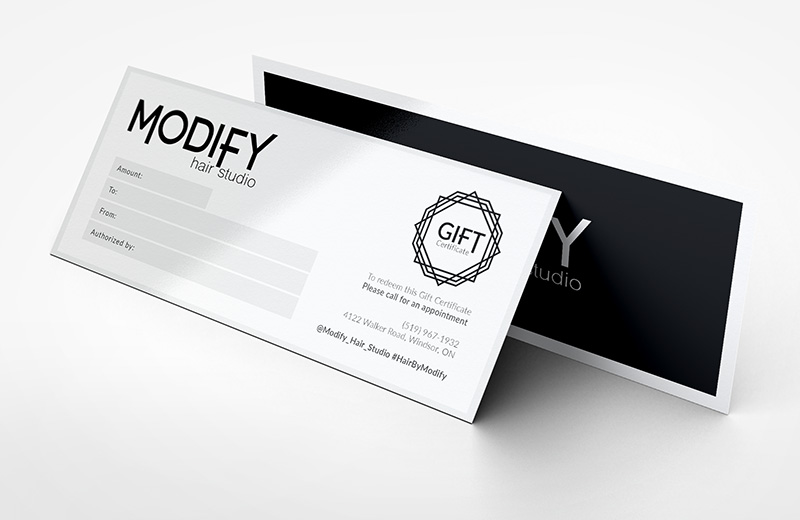 MODIFY
hair studio
Amount:
To:
From:
Authorized by:
GIFT
Certificate
To redeem this Gift Certificate
Please call for an appointment
(519) 967-1932
4122 Walker Road, Windsor, ON
@Modify_Hair_Studio #HairByModify
Y
studio